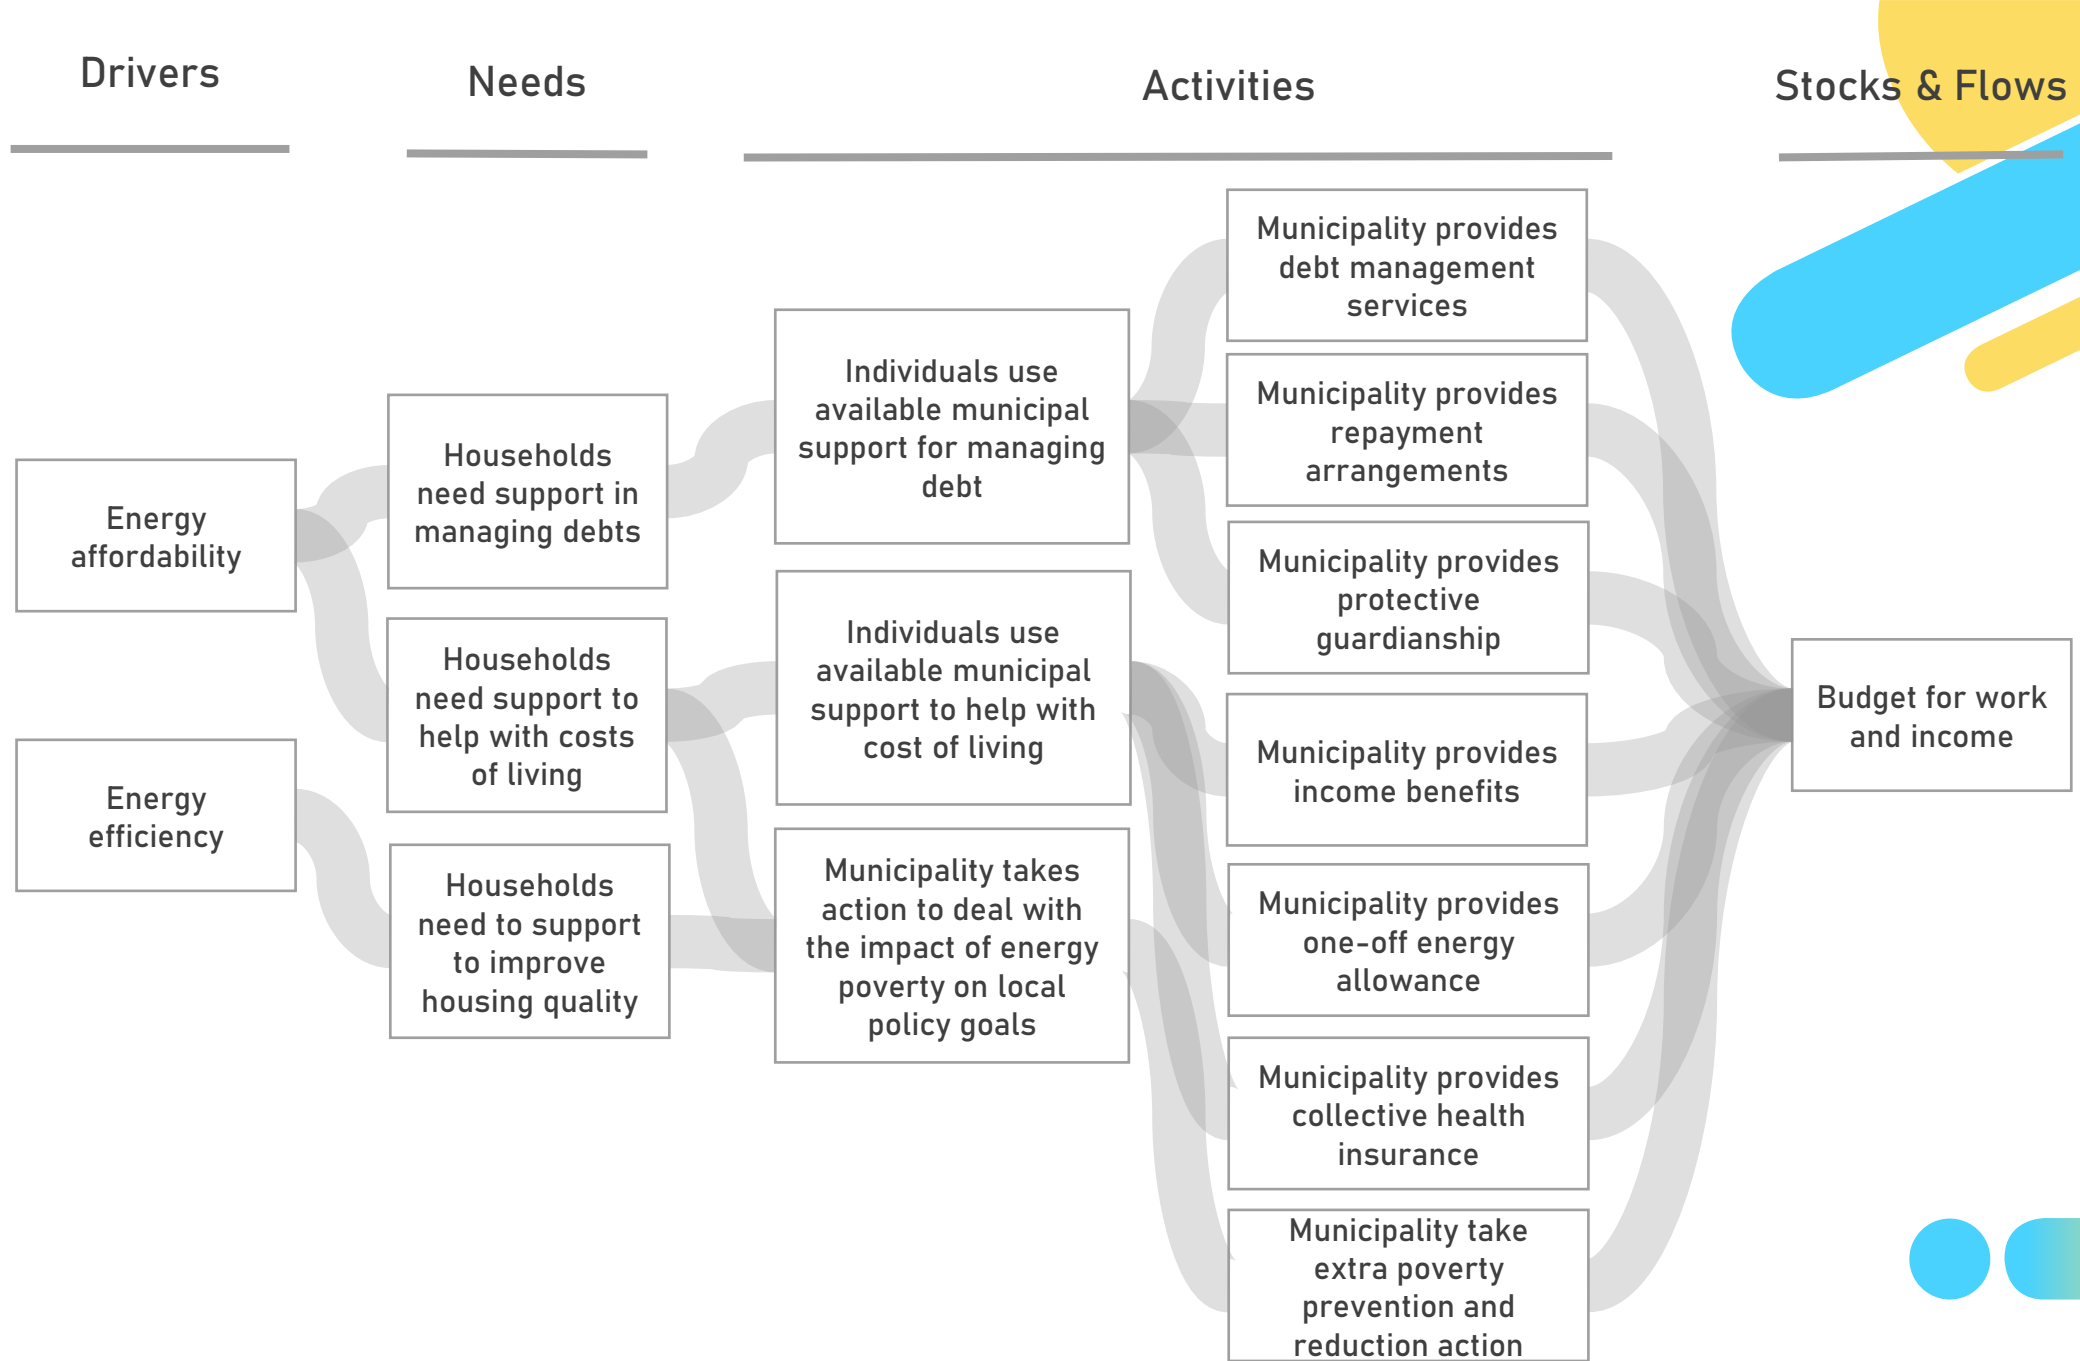 Drivers
Needs
Activities
Stocks & Flows
Energy
affordability
Energy
efficiency
Households
need support in
managing debts
Households
need support to
help with costs
of living
Households
need to support
to improve
housing quality
Individuals use
available municipal
support for managing
debt
Individuals use
available municipal
support to help with
cost of living
Municipality takes
action to deal with
the impact of energy
poverty on local
policy goals
Municipality provides
debt management
services
Municipality provides
repayment
arrangements
Municipality provides
protective
guardianship
Municipality provides
income benefits
Municipality provides
one-off energy
allowance
Municipality provides
collective health
insurance
Municipality take
extra poverty
prevention and
reduction action
Budget for work
and income